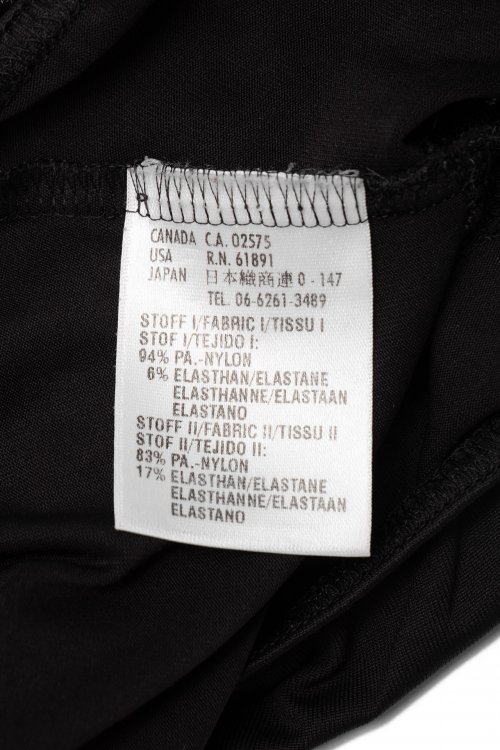 CANADA C.A. 02575
USA R.N. 61891
JAPAN 日本織商連 0 - 147
TEL. 06-6261-3489
STOFF I/FABRIC I/TISSU I
STOF I/TEJIDO I:
94% PA.-NYLON
6% ELASTHAN/ELASTANE
ELASTHANNE/ELASTAAN
ELASTANO
STOFF II/FABRIC II/TISSU II
STOF II/TEJIDO II:
83% PA.-NYLON
17% ELASTHAN/ELASTANE
ELASTHANNE/ELASTAAN
ELASTANO